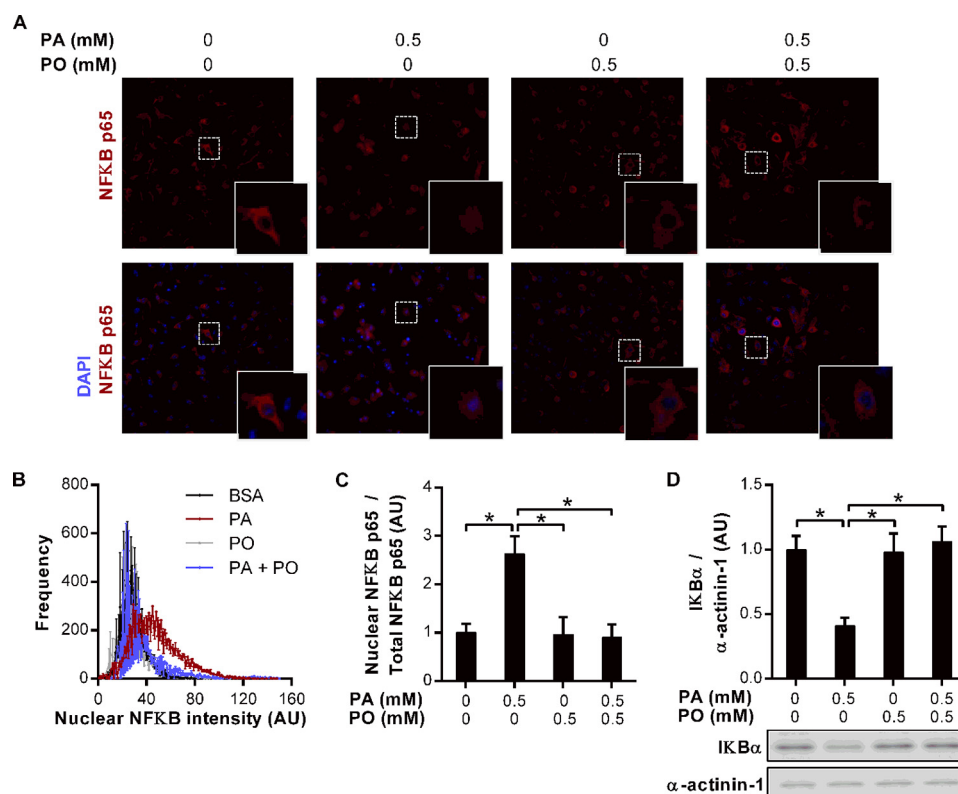 A
PA (mM) 0 0.5 0 0.5
PO (mM) 0 0 0.5 0.5
NFKB p65
DAPI
NFKB p65
B
800
600
400
200
0
Frequency
BSA
PA
PO
PA + PO
0 40 80 120 160
Nuclear NFKB intensity (AU)
C
Nuclear NFKB p65 /
Total NFKB p65 (AU)
4
3
2
1
0
* * *
PA (mM) 0 0.5 0 0.5
PO (mM) 0 0 0.5 0.5
D
IKBα /
α-actinin-1 (AU)
1.5
1.0
0.5
0.0
* * *
PA (mM) 0 0.5 0 0.5
PO (mM) 0 0 0.5 0.5
IKBα
α-actinin-1